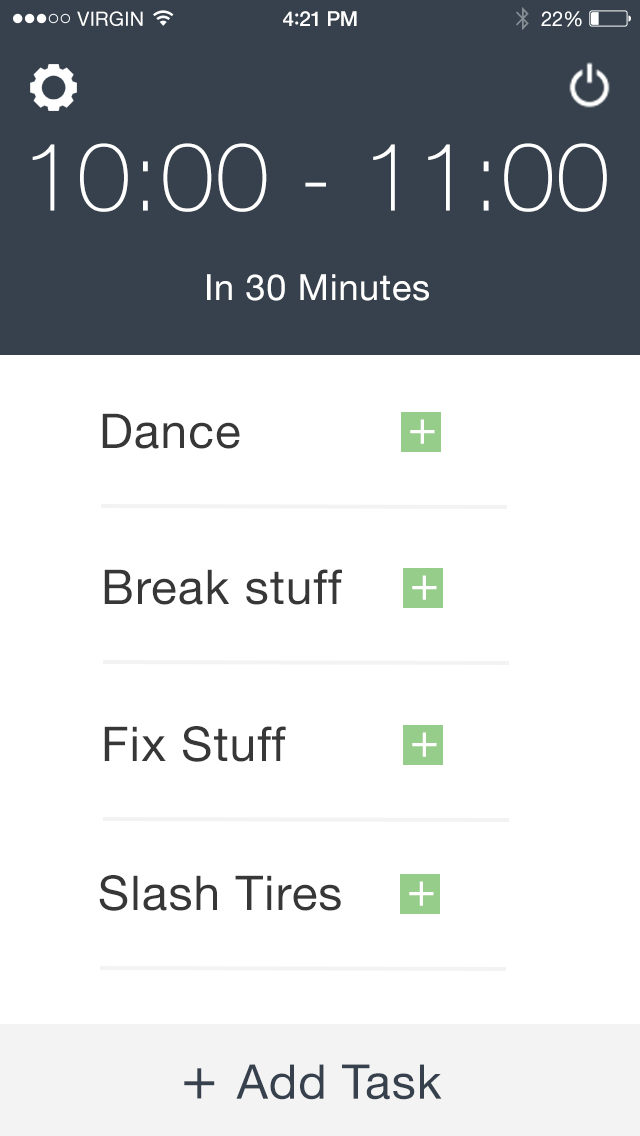 VIRGIN 4:21 PM 22%
10:00 - 11:00
In 30 Minutes
Dance +
Break stuff +
Fix Stuff +
Slash Tires +
+ Add Task